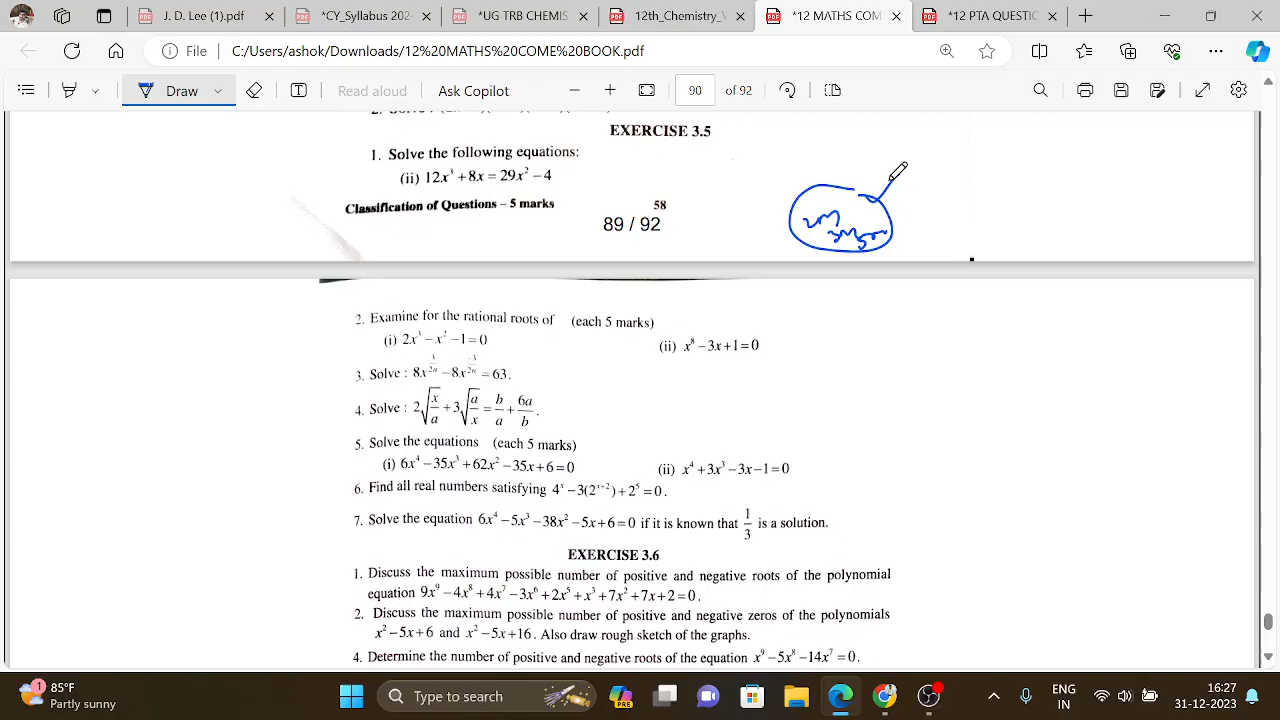 J. D. Lee (1).pdf
*CY,Syllabus 202
*UG TRB CHEMIS
12th_Chemistry_
*12 MATH COM
*12 PTA QUESTIC
File
C:/Users/ashok/Downloads/12%20MATHS%20COME%20BOOK.pdf
Draw
Read aloud
Ask Copilot
90 of 92
EXERCISE 3.5
1. Solve the following equations:
(ii) 12x³ + 8x = 29x² − 4
Classification of Questions – 5 marks
58
89 / 92
2M
3M 5m
2. Examine for the rational roots of (each 5 marks)
(i) 2x³ − x² − 1 = 0 (ii) x⁸ − 3x + 1 = 0
3. Solve : 8x^(3/2n) − 8x^(−3/2n) = 63.
4. Solve : 2√(x/a) + 3√(a/x) = b/a + 6a/b.
5. Solve the equations (each 5 marks)
(i) 6x⁴ − 35x³ + 62x² − 35x + 6 = 0 (ii) x⁴ + 3x³ − 3x − 1 = 0
6. Find all real numbers satisfying 4ˣ − 3(2ˣ⁺²) + 2⁵ = 0.
7. Solve the equation 6x⁴ − 5x³ − 38x² − 5x + 6 = 0 if it is known that 1/3 is a solution.
EXERCISE 3.6
1. Discuss the maximum possible number of positive and negative roots of the polynomial
equation 9x⁹ − 4x⁸ + 4x⁷ − 3x⁶ + 2x⁵ + x³ + 7x² + 7x + 2 = 0.
2. Discuss the maximum possible number of positive and negative zeros of the polynomials
x² − 5x + 6 and x² − 5x + 16. Also draw rough sketch of the graphs.
4. Determine the number of positive and negative roots of the equation x⁹ − 5x⁸ − 14x⁷ = 0.
1
85°F
Partly sunny
Type to search
PRE
ENG
IN
16:27
31-12-2023